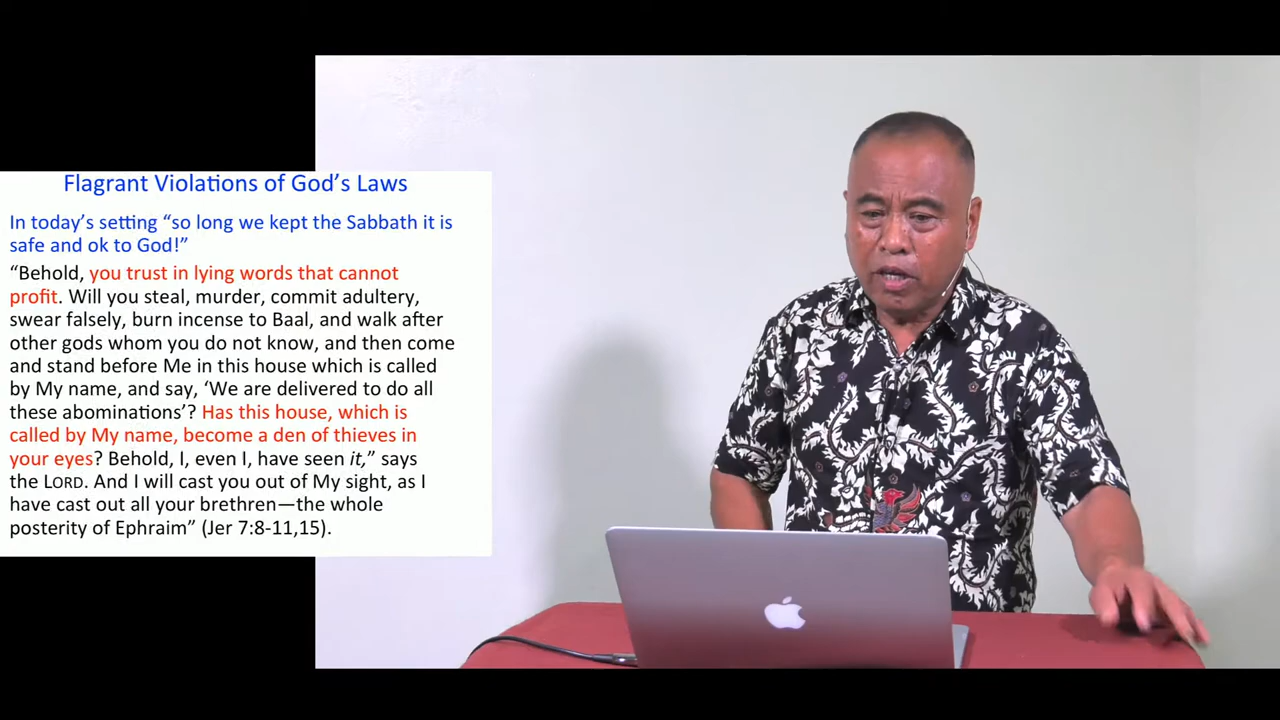 Flagrant Violations of God’s Laws
In today’s setting “so long we kept the Sabbath it is
safe and ok to God!”
“Behold, you trust in lying words that cannot
profit. Will you steal, murder, commit adultery,
swear falsely, burn incense to Baal, and walk after
other gods whom you do not know, and then come
and stand before Me in this house which is called
by My name, and say, ‘We are delivered to do all
these abominations’? Has this house, which is
called by My name, become a den of thieves in
your eyes? Behold, I, even I, have seen it,” says
the LORD. And I will cast you out of My sight, as I
have cast out all your brethren—the whole
posterity of Ephraim” (Jer 7:8-11,15).